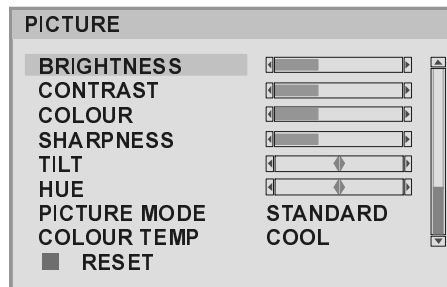 PICTURE
BRIGHTNESS
CONTRAST
COLOUR
SHARPNESS
TILT
HUE
PICTURE MODE STANDARD
COLOUR TEMP COOL
RESET